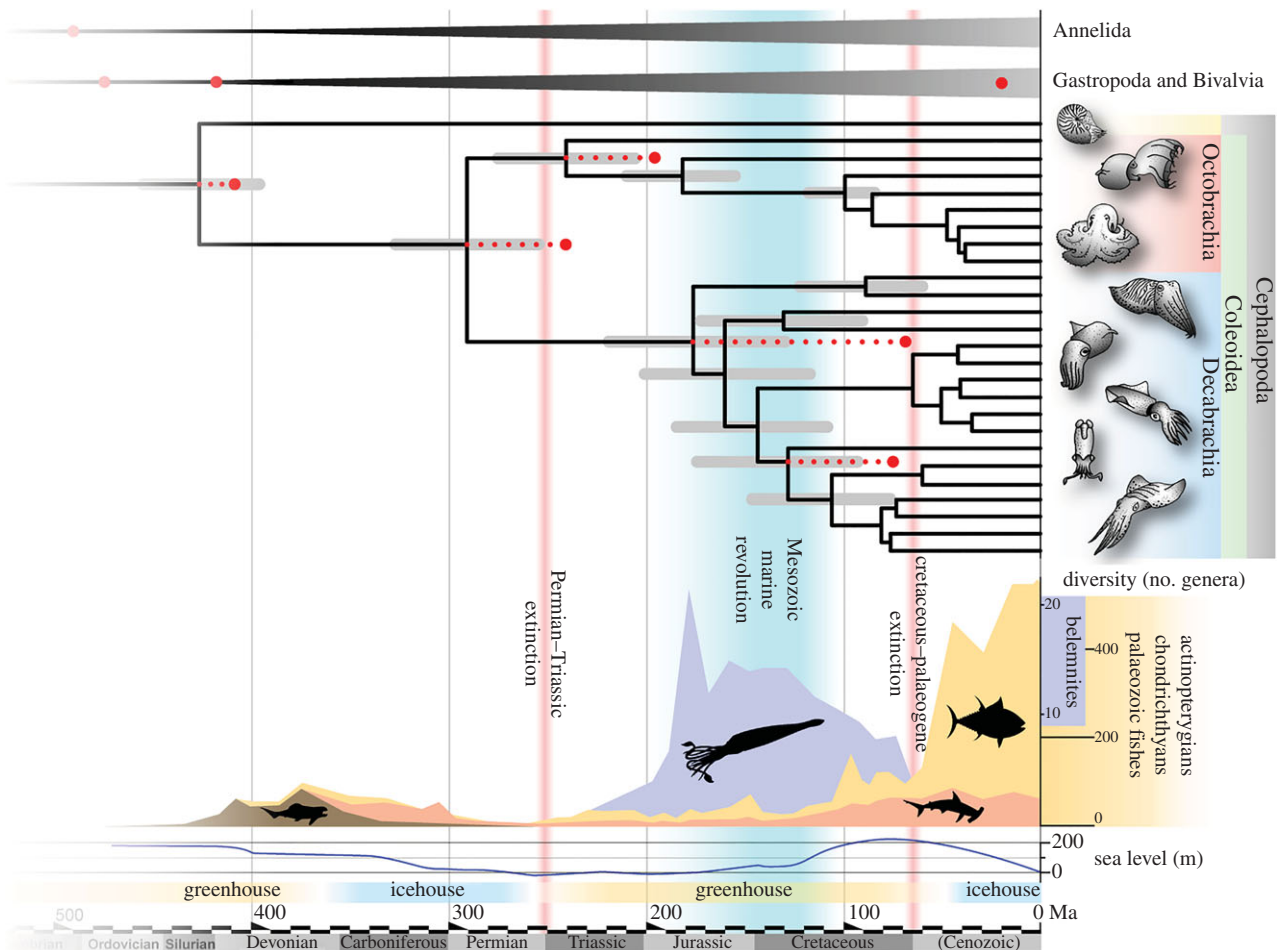 Annelida
Gastropoda and Bivalvia
Octobrachia
Decabrachia
Coleoidea
Cephalopoda
Permian–Triassic
extinction
Mesozoic
marine
revolution
cretaceous–palaeogene
extinction
diversity (no. genera)
20
10
belemnites
400
200
0
actinopterygians
chondrichthyans
palaeozoic fishes
200
0
sea level (m)
greenhouse
icehouse
greenhouse
icehouse
500
400
300
200
100
0 Ma
Ordovician
Silurian
Devonian
Carboniferous
Permian
Triassic
Jurassic
Cretaceous
(Cenozoic)